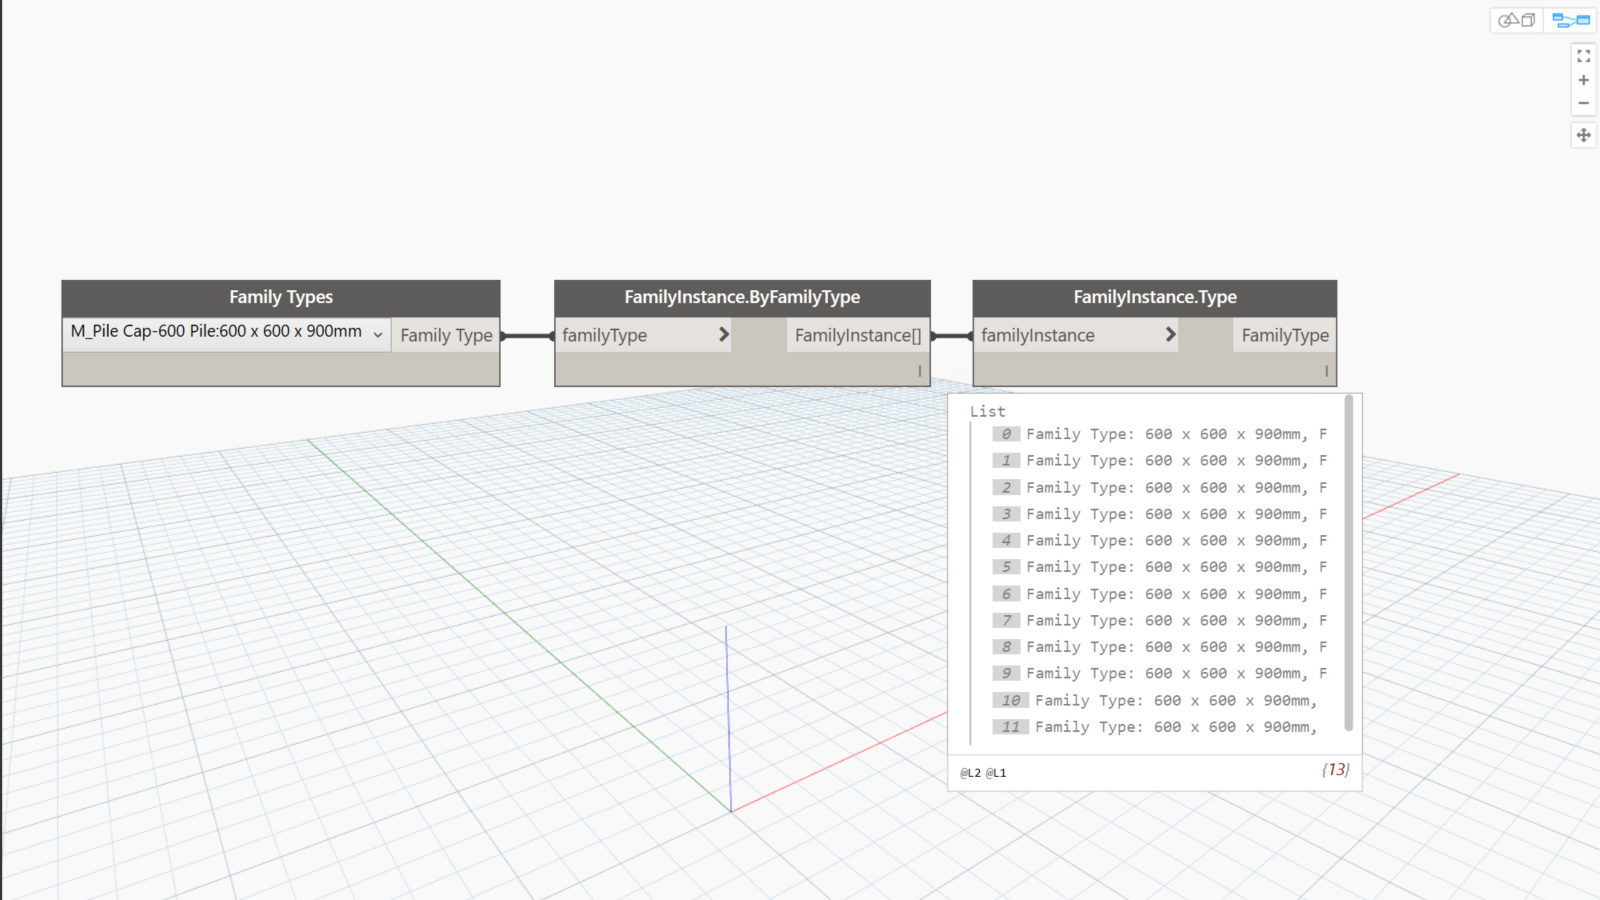 Family Types
M_Pile Cap-600 Pile:600 x 600 x 900mm
Family Type
FamilyInstance.ByFamilyType
familyType
FamilyInstance[]
FamilyInstance.Type
familyInstance
FamilyType
List
0 Family Type: 600 x 600 x 900mm, F
1 Family Type: 600 x 600 x 900mm, F
2 Family Type: 600 x 600 x 900mm, F
3 Family Type: 600 x 600 x 900mm, F
4 Family Type: 600 x 600 x 900mm, F
5 Family Type: 600 x 600 x 900mm, F
6 Family Type: 600 x 600 x 900mm, F
7 Family Type: 600 x 600 x 900mm, F
8 Family Type: 600 x 600 x 900mm, F
9 Family Type: 600 x 600 x 900mm, F
10 Family Type: 600 x 600 x 900mm,
11 Family Type: 600 x 600 x 900mm,
@L2 @L1
{13}